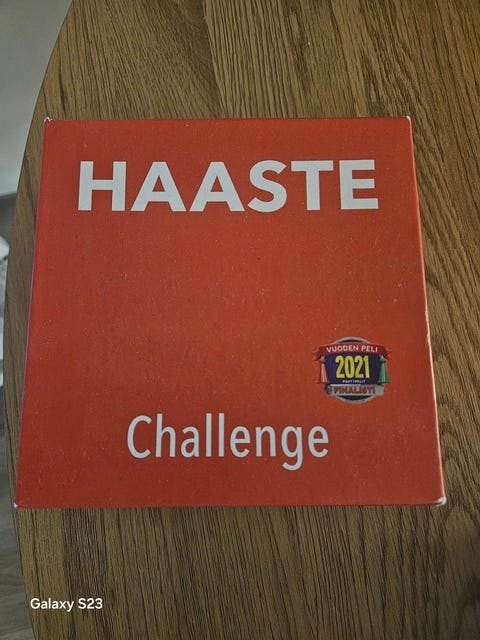 HAASTE
VUODEN PELI
2021
PARTYPELIT
FINALISTI
Challenge
Galaxy S23